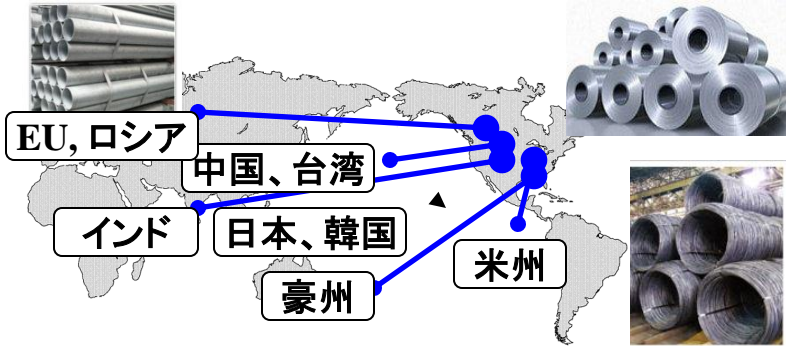 EU, ロシア
中国、台湾
インド
日本、韓国
米州
豪州